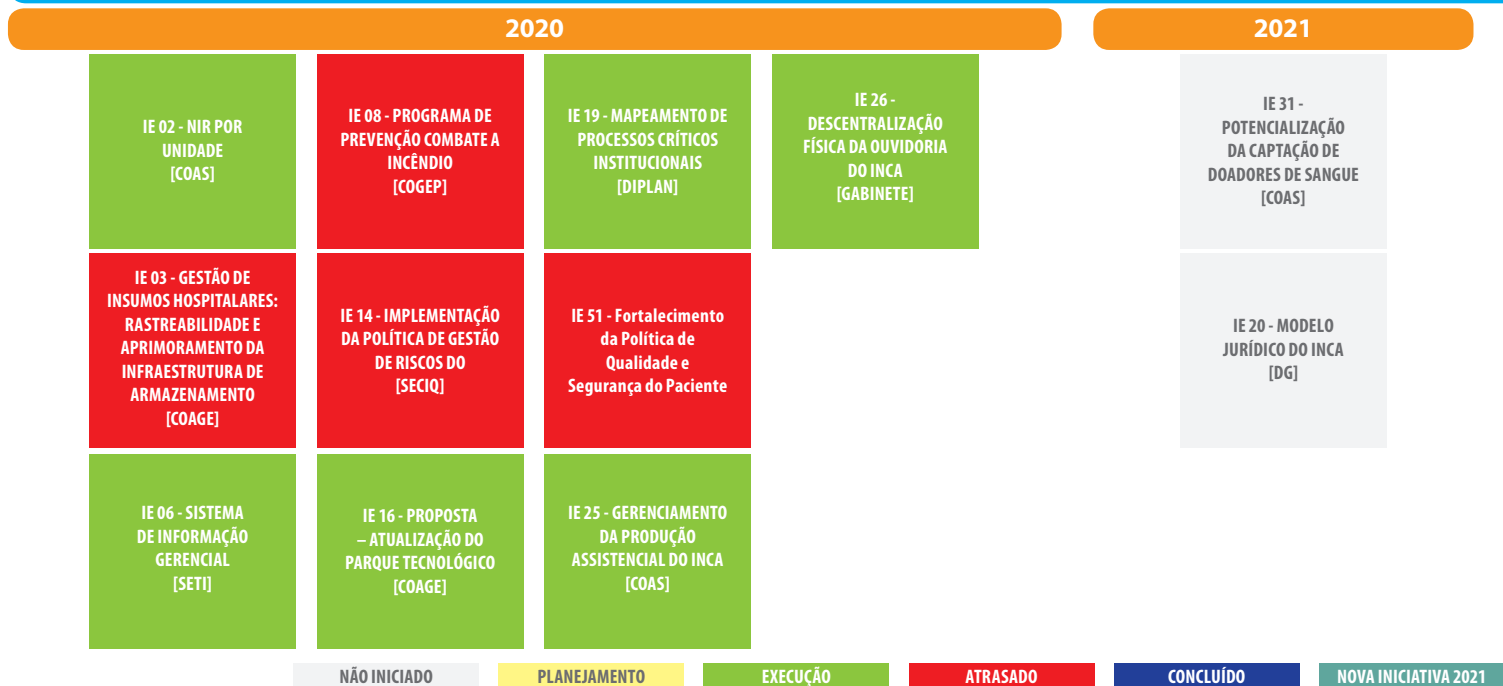 2020
2021
IE 02 - NIR POR
UNIDADE
[COAS]
IE 08 - PROGRAMA DE
PREVENÇÃO COMBATE A
INCÊNDIO
[COGEP]
IE 19 - MAPEAMENTO DE
PROCESSOS CRÍTICOS
INSTITUCIONAIS
[DIPLAN]
IE 26 -
DESCENTRALIZAÇÃO
FÍSICA DA OUVIDORIA
DO INCA
[GABINETE]
IE 31 -
POTENCIALIZAÇÃO
DA CAPTAÇÃO DE
DOADORES DE SANGUE
[COAS]
IE 03 - GESTÃO DE
INSUMOS HOSPITALARES:
RASTREABILIDADE E
APRIMORAMENTO DA
INFRAESTRUTURA DE
ARMAZENAMENTO
[COAGE]
IE 14 - IMPLEMENTAÇÃO
DA POLÍTICA DE GESTÃO
DE RISCOS DO
[SECIQ]
IE 51 - Fortalecimento
da Política de
Qualidade e
Segurança do Paciente
IE 20 - MODELO
JURÍDICO DO INCA
[DG]
IE 06 - SISTEMA
DE INFORMAÇÃO
GERENCIAL
[SETI]
IE 16 - PROPOSTA
– ATUALIZAÇÃO DO
PARQUE TECNOLÓGICO
[COAGE]
IE 25 - GERENCIAMENTO
DA PRODUÇÃO
ASSISTENCIAL DO INCA
[COAS]
NÃO INICIADO
PLANEJAMENTO
EXECUÇÃO
ATRASADO
CONCLUÍDO
NOVA INICIATIVA 2021